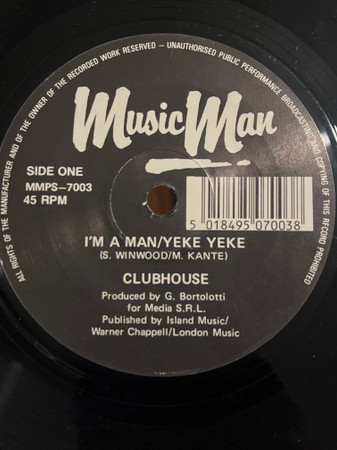 ALL RIGHTS OF THE MANUFACTURER AND OF THE OWNER OF THE RECORDED WORK RESERVED – UNAUTHORISED PUBLIC PERFORMANCE BROADCASTING AND COPYING OF THIS RECORD PROHIBITED
Music Man
SIDE ONE
MMPS–7003
45 RPM
5 018495 070038
I'M A MAN/YEKE YEKE
(S. WINWOOD/M. KANTE)
CLUBHOUSE
Produced by G. Bortolotti
for Media S.R.L.
Published by Island Music/
Warner Chappell/London Music